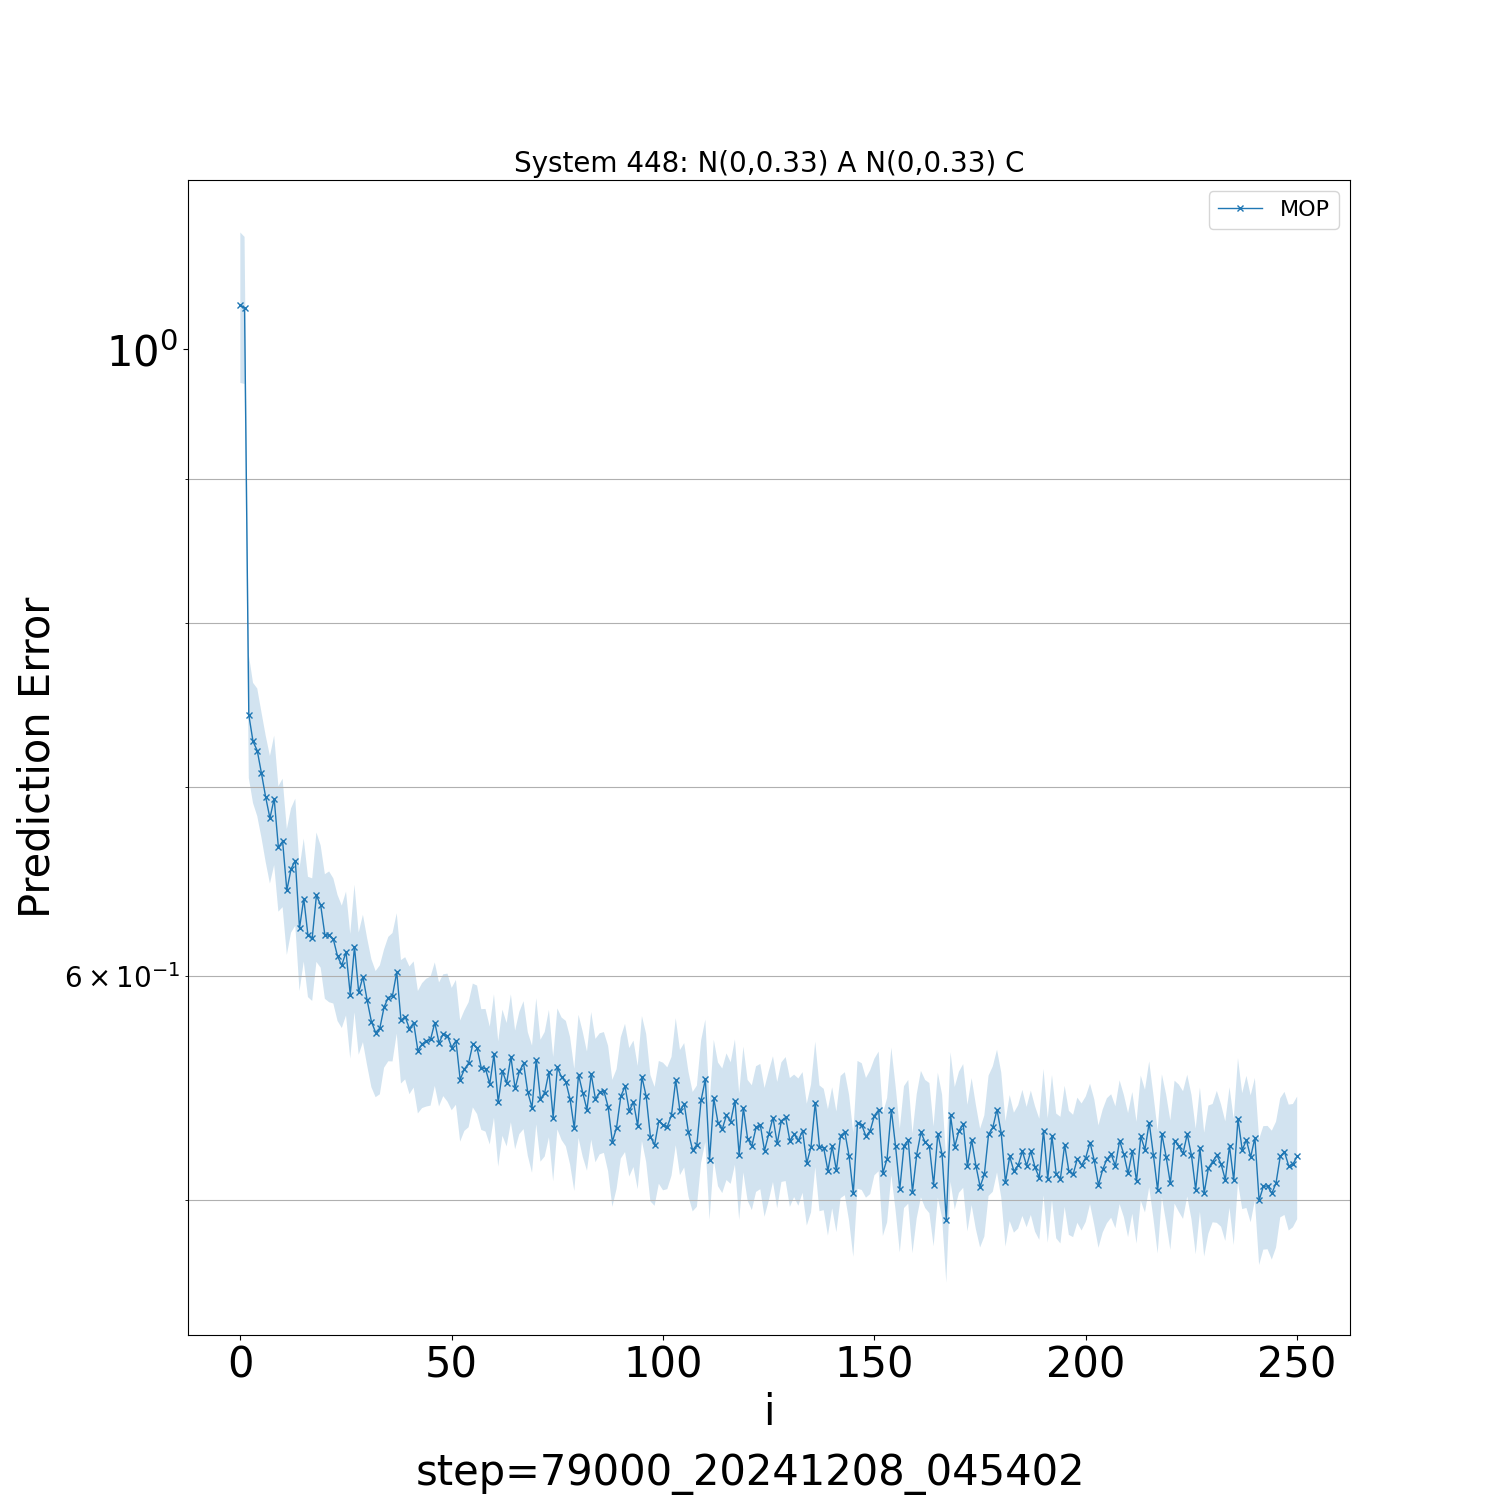 System 448: N(0,0.33) A N(0,0.33) C
MOP
10⁰
6 × 10⁻¹
Prediction Error
0 50 100 150 200 250
i
step=79000_20241208_045402